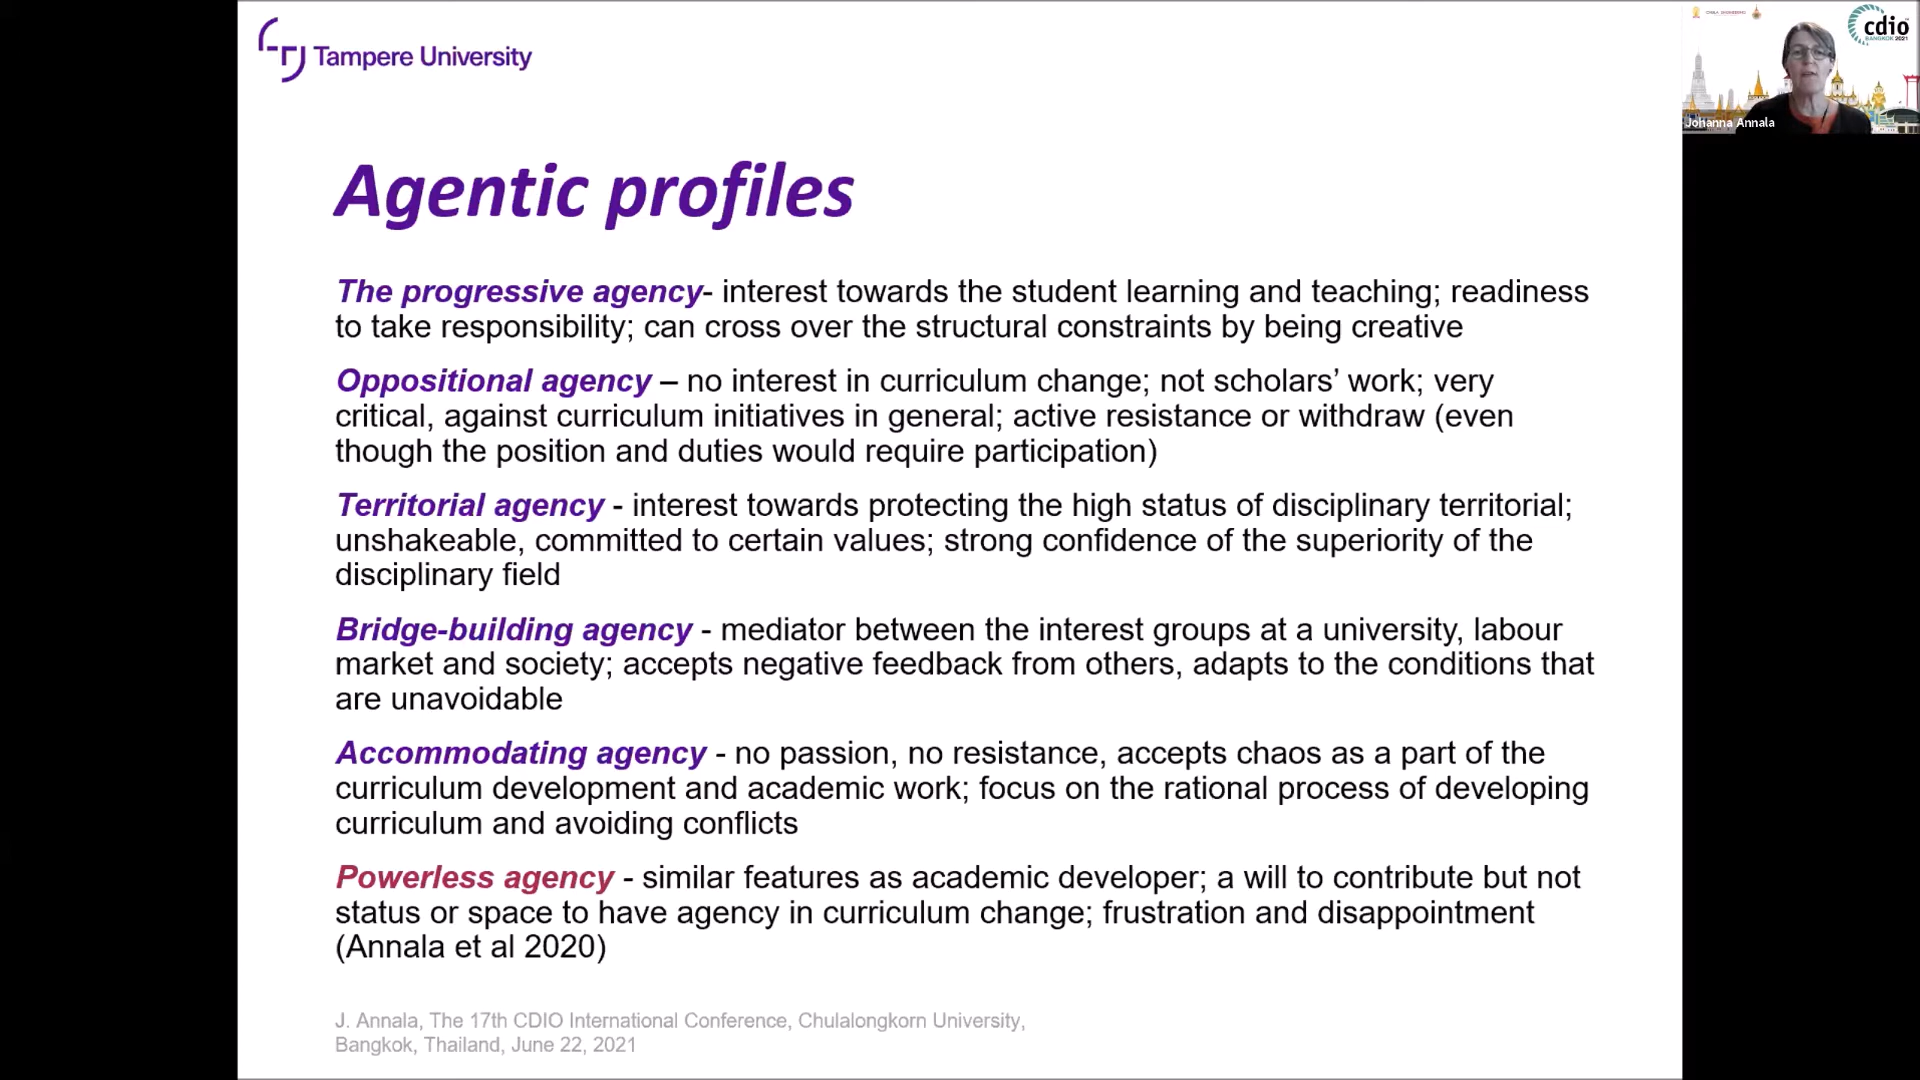 Tampere University
cdio
BANGKOK 2021
Johanna Annala
Agentic profiles
The progressive agency- interest towards the student learning and teaching; readiness
to take responsibility; can cross over the structural constraints by being creative
Oppositional agency – no interest in curriculum change; not scholars’ work; very
critical, against curriculum initiatives in general; active resistance or withdraw (even
though the position and duties would require participation)
Territorial agency - interest towards protecting the high status of disciplinary territorial;
unshakeable, committed to certain values; strong confidence of the superiority of the
disciplinary field
Bridge-building agency - mediator between the interest groups at a university, labour
market and society; accepts negative feedback from others, adapts to the conditions that
are unavoidable
Accommodating agency - no passion, no resistance, accepts chaos as a part of the
curriculum development and academic work; focus on the rational process of developing
curriculum and avoiding conflicts
Powerless agency - similar features as academic developer; a will to contribute but not
status or space to have agency in curriculum change; frustration and disappointment
(Annala et al 2020)
J. Annala, The 17th CDIO International Conference, Chulalongkorn University,
Bangkok, Thailand, June 22, 2021